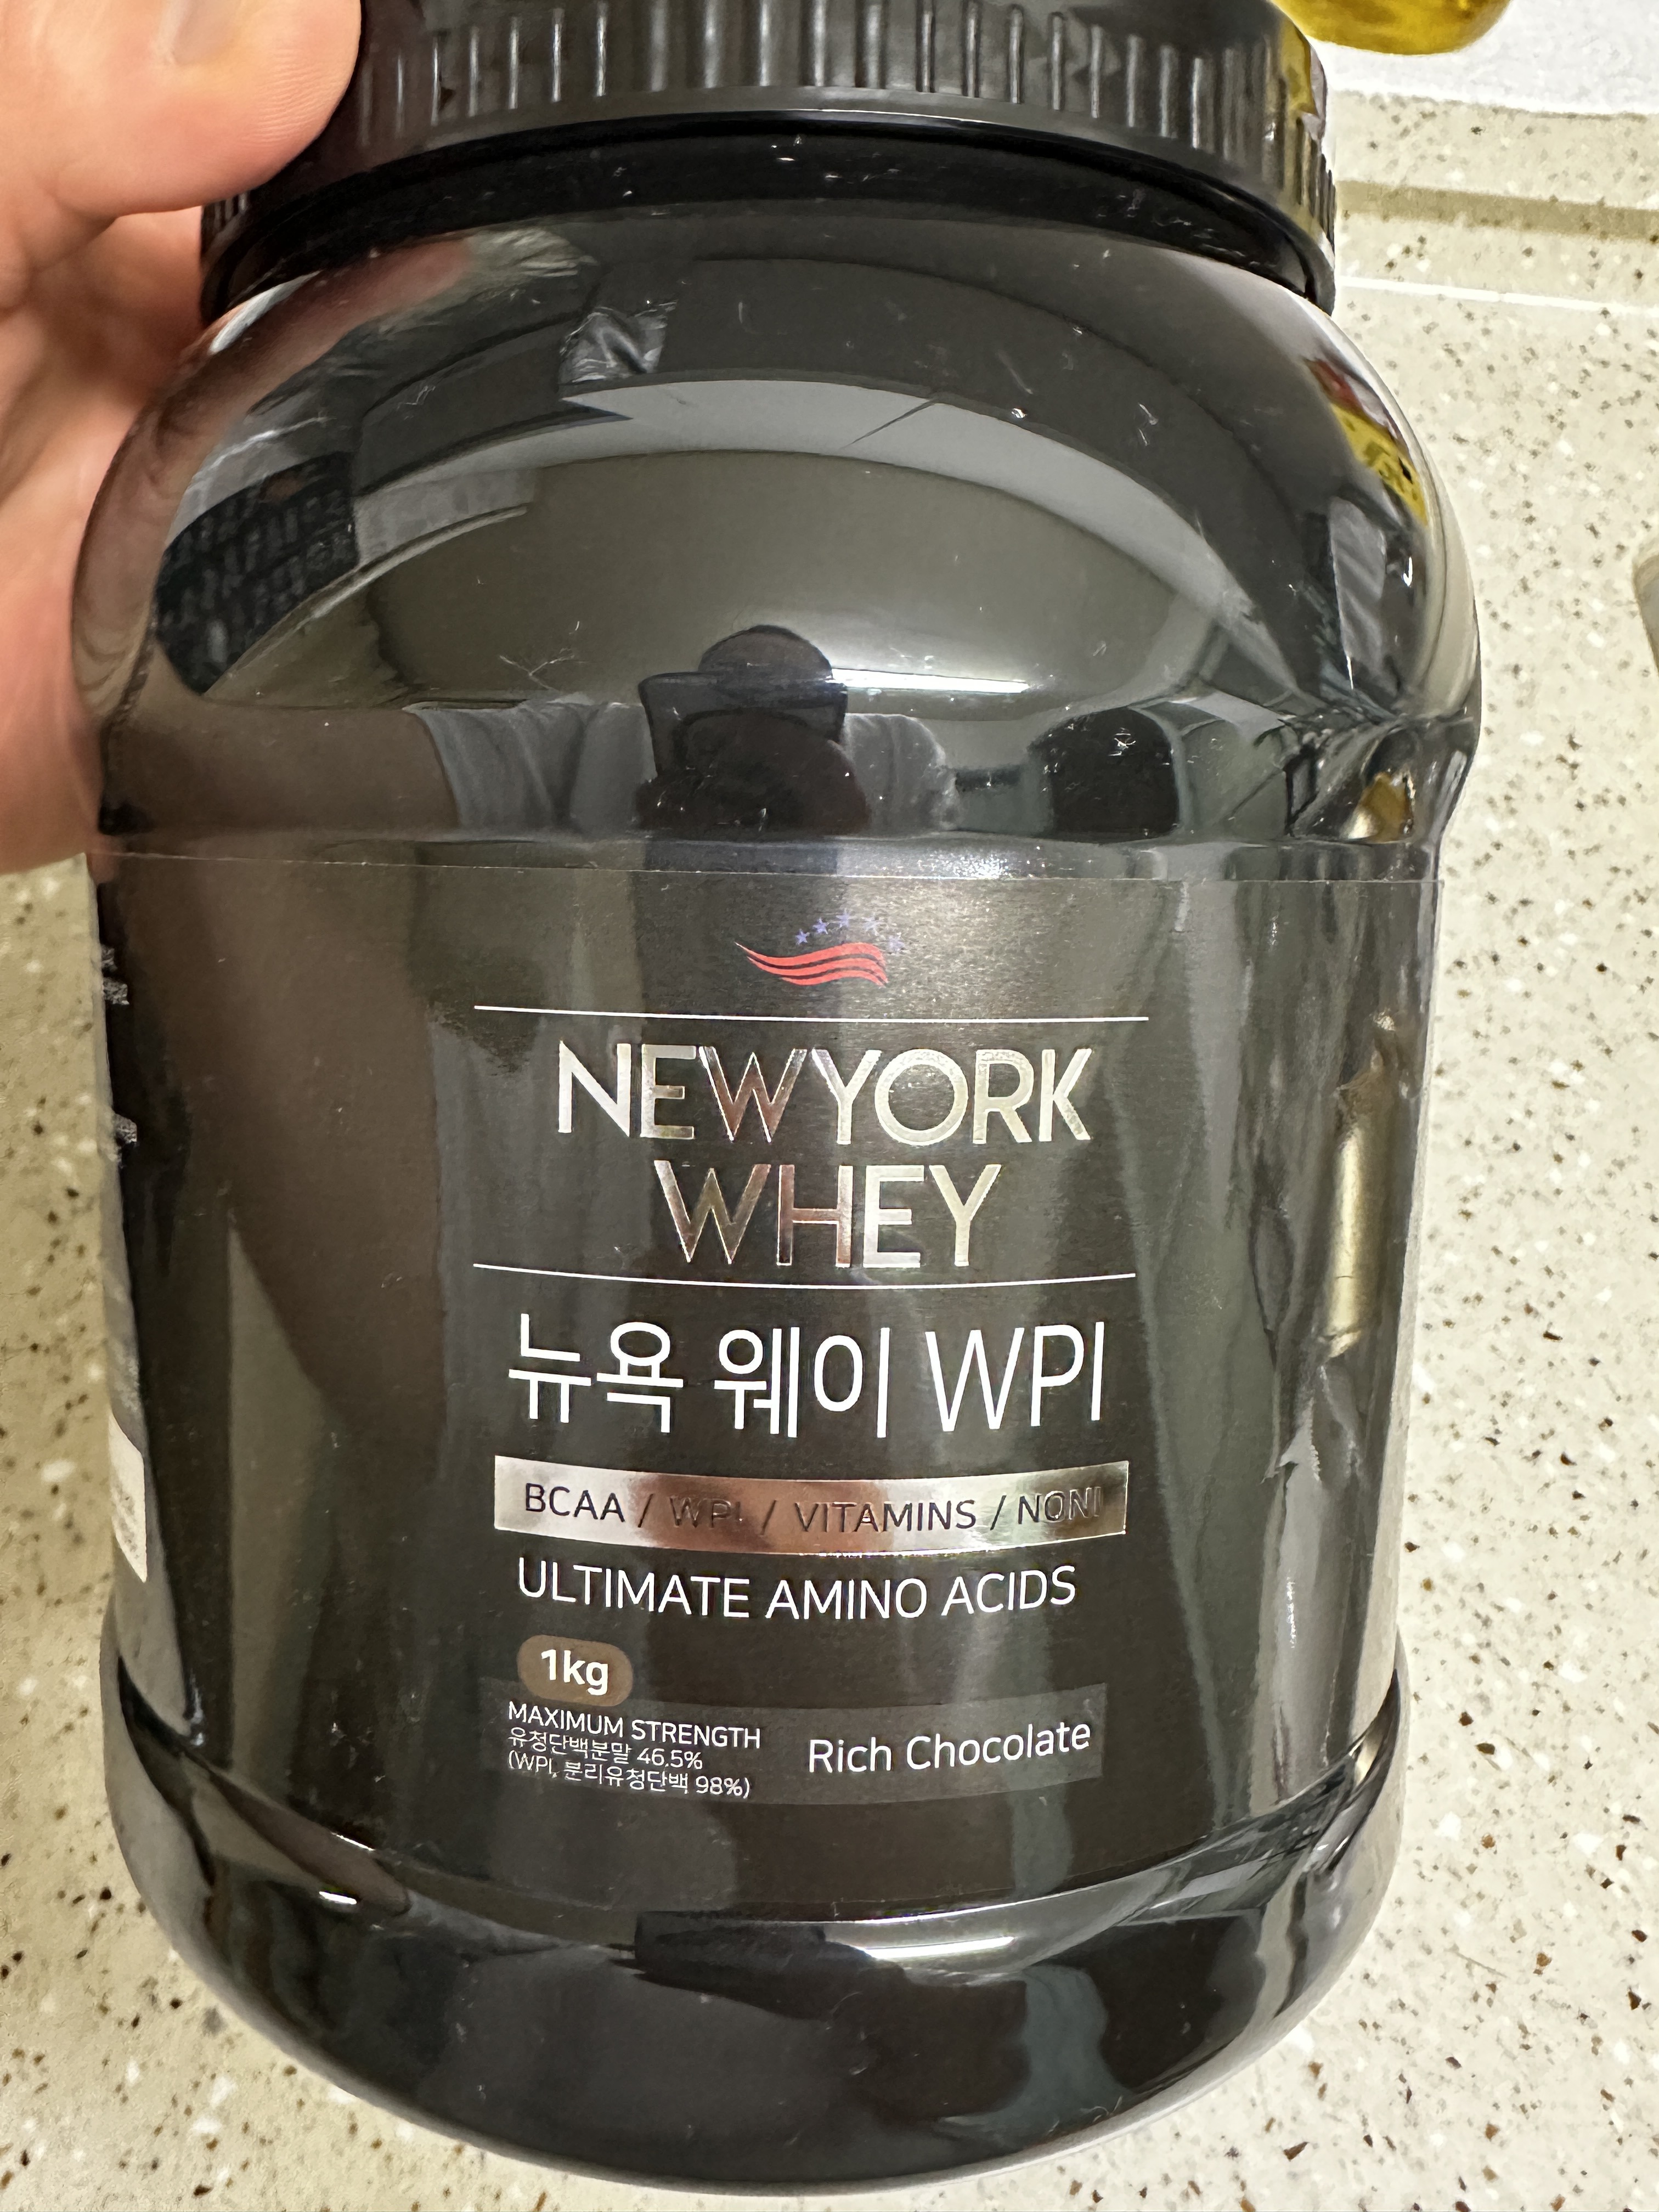 NEWYORK
WHEY
뉴욕 웨이 WPI
BCAA / WPI / VITAMINS / NONI
ULTIMATE AMINO ACIDS
1kg
MAXIMUM STRENGTH
유청단백분말 46.5%
(WPI, 분리유청단백 98%)
Rich Chocolate